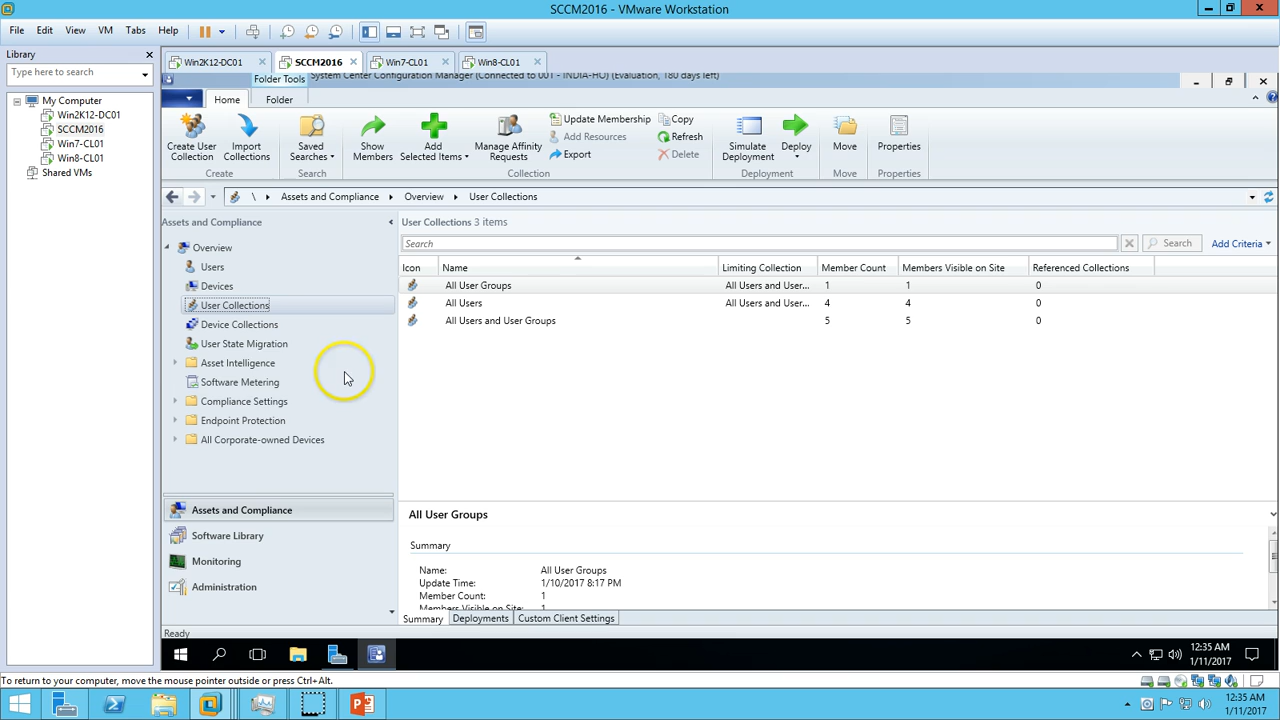 SCCM2016 - VMware Workstation
File Edit View VM Tabs Help
Library
Type here to search
My Computer
Win2K12-DC01
SCCM2016
Win7-CL01
Win8-CL01
Shared VMs
Win2K12-DC01 SCCM2016 Win7-CL01 Win8-CL01
Folder Tools System Center Configuration Manager (Connected to 001 - INDIA-HO) (Evaluation, 180 days left)
Home Folder
Create User Collection
Import Collections
Create
Saved Searches
Search
Show Members
Add Selected Items
Manage Affinity Requests
Update Membership
Add Resources
Export
Copy
Refresh
Delete
Collection
Simulate Deployment
Deploy
Deployment
Move
Move
Properties
Properties
\ Assets and Compliance Overview User Collections
Assets and Compliance
Overview
Users
Devices
User Collections
Device Collections
User State Migration
Asset Intelligence
Software Metering
Compliance Settings
Endpoint Protection
All Corporate-owned Devices
Assets and Compliance
Software Library
Monitoring
Administration
User Collections 3 items
Search Search Add Criteria
Icon Name Limiting Collection Member Count Members Visible on Site Referenced Collections
All User Groups All Users and User... 1 1 0
All Users All Users and User... 4 4 0
All Users and User Groups 5 5 0
All User Groups
Summary
Name: All User Groups
Update Time: 1/10/2017 8:17 PM
Member Count: 1
Members Visible on Site: 1
Summary Deployments Custom Client Settings
Ready
12:35 AM
1/11/2017
To return to your computer, move the mouse pointer outside or press Ctrl+Alt.
12:35 AM
1/11/2017